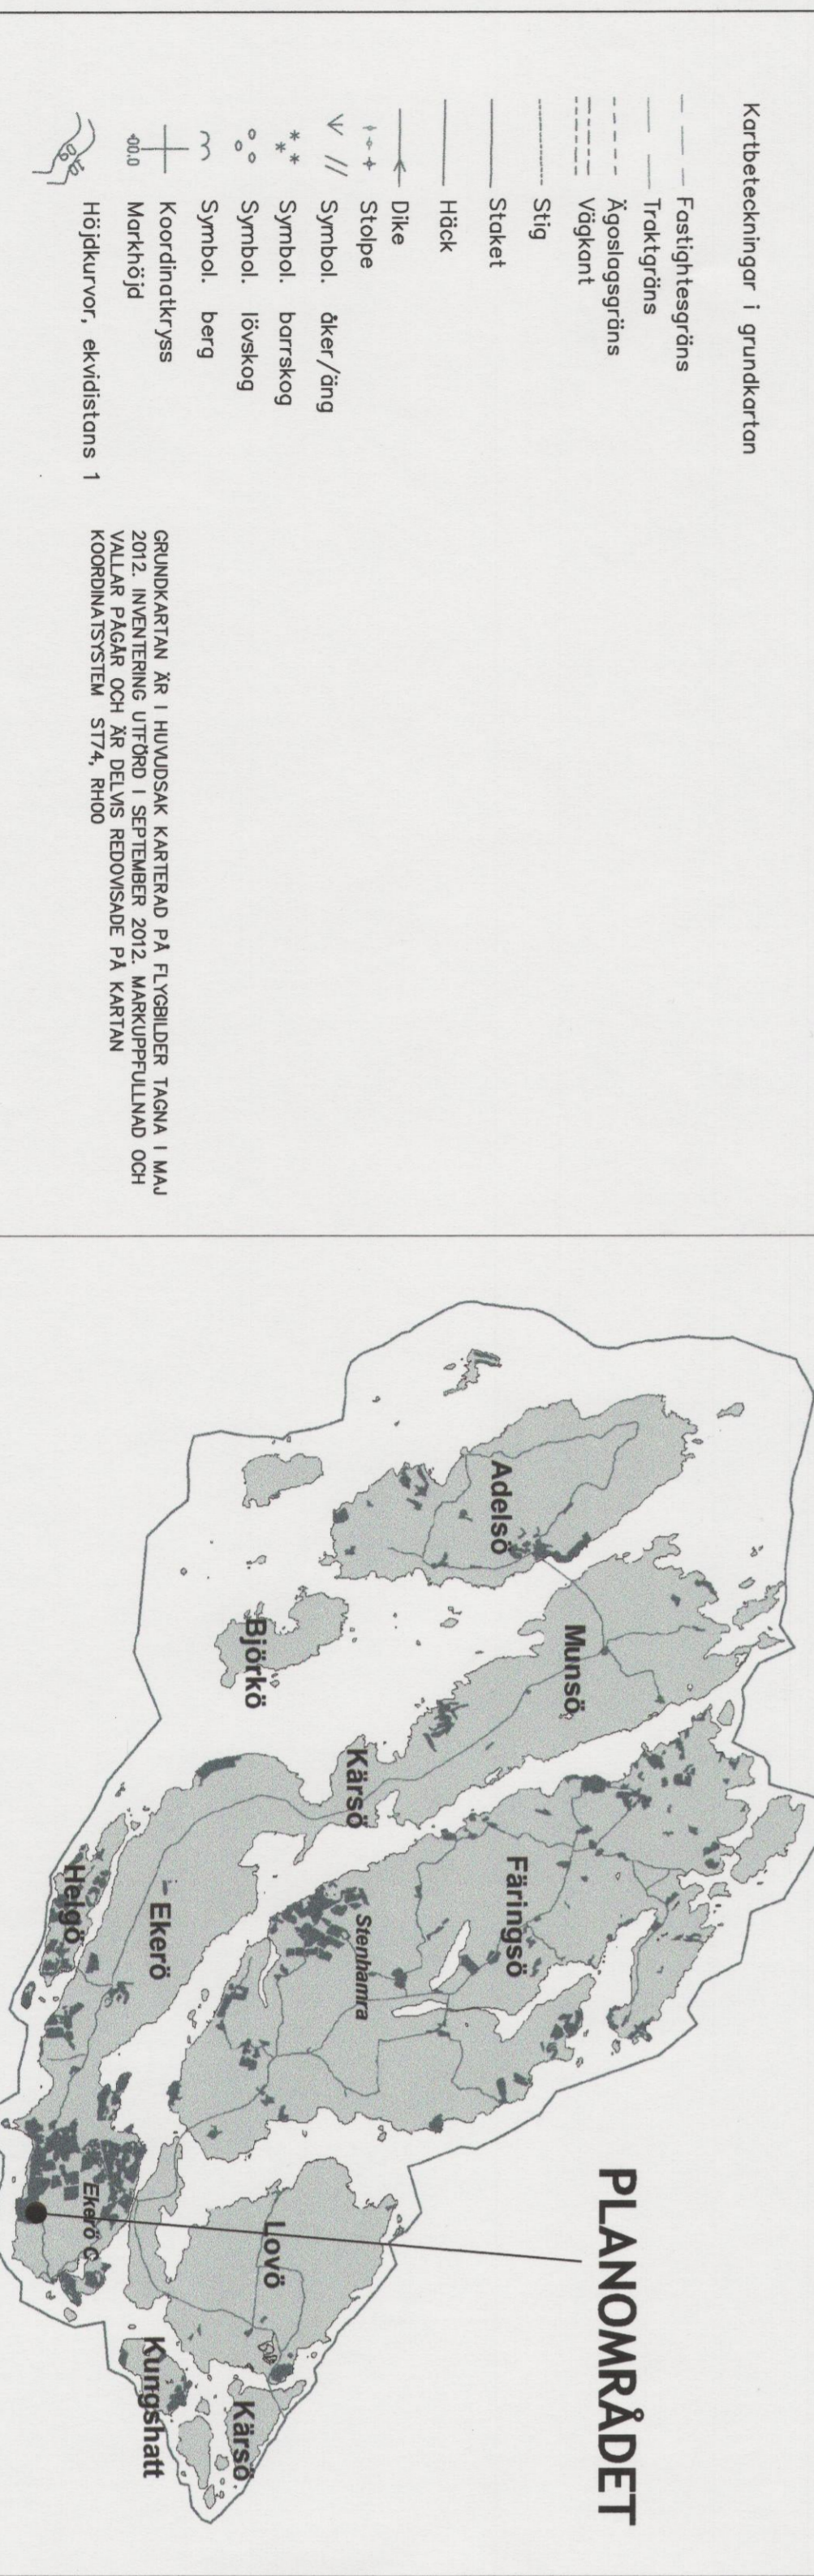 Kartbeteckningar i grundkartan
Fastightesgräns
Traktgräns
Ägoslagsgräns
Vägkant
Stig
Staket
Häck
Dike
Stolpe
Symbol. åker/äng
Symbol. barrskog
Symbol. lövskog
Symbol. berg
Koordinatkryss
00.0 Markhöjd
Höjdkurvor, ekvidistans 1
GRUNDKARTAN ÄR I HUVUDSAK KARTERAD PÅ FLYGBILDER TAGNA I MAJ
2012. INVENTERING UTFÖRD I SEPTEMBER 2012. MARKUPPFULLNAD OCH
VALLAR PÅGÅR OCH ÄR DELVIS REDOVISADE PÅ KARTAN
KOORDINATSYSTEM ST74, RH00
PLANOMRÅDET
Adelsö
Munsö
Björkö
Kärsö
Färingsö
Stenhamra
Ekerö
Helgö
Ekerö C
Lovö
Kungshatt
Kärsö